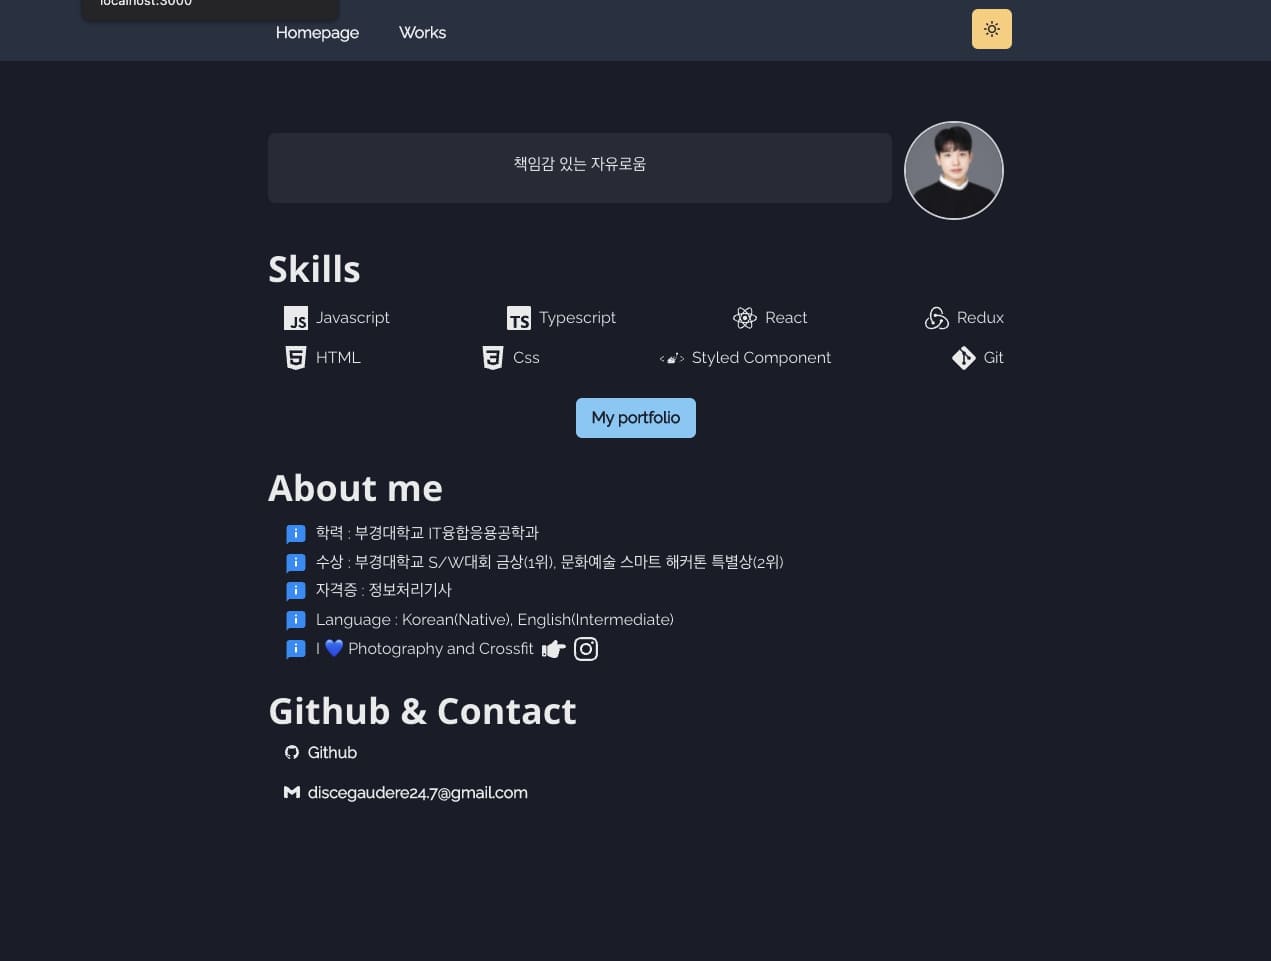 localhost:3000
Homepage Works
책임감 있는 자유로움
Skills
JS Javascript TS Typescript React Redux
5 HTML 3 Css Styled Component Git
My portfolio
About me
학력 : 부경대학교 IT융합응용공학과
수상 : 부경대학교 S/W대회 금상(1위), 문화예술 스마트 해커톤 특별상(2위)
자격증 : 정보처리기사
Language : Korean(Native), English(Intermediate)
I 💙 Photography and Crossfit
Github & Contact
Github
discegaudere24.7@gmail.com